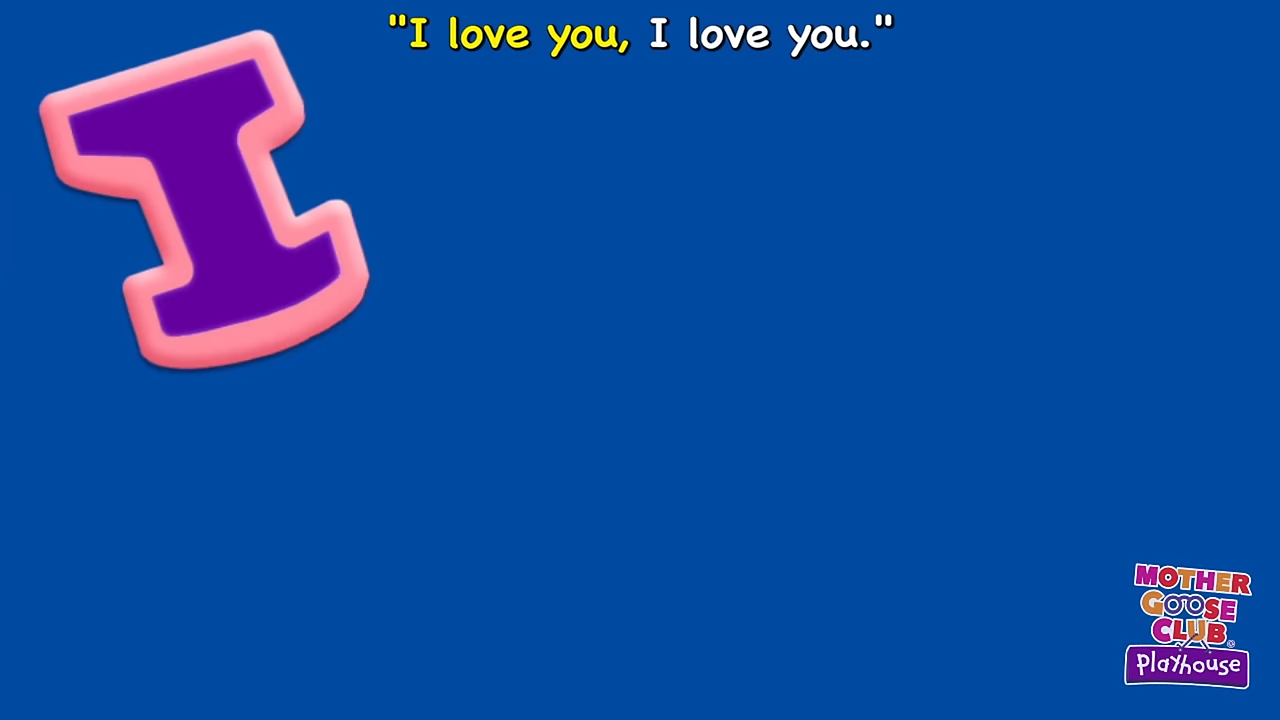 "I love you, I love you."
I
MOTHER
GOOSE
CLUB
Playhouse